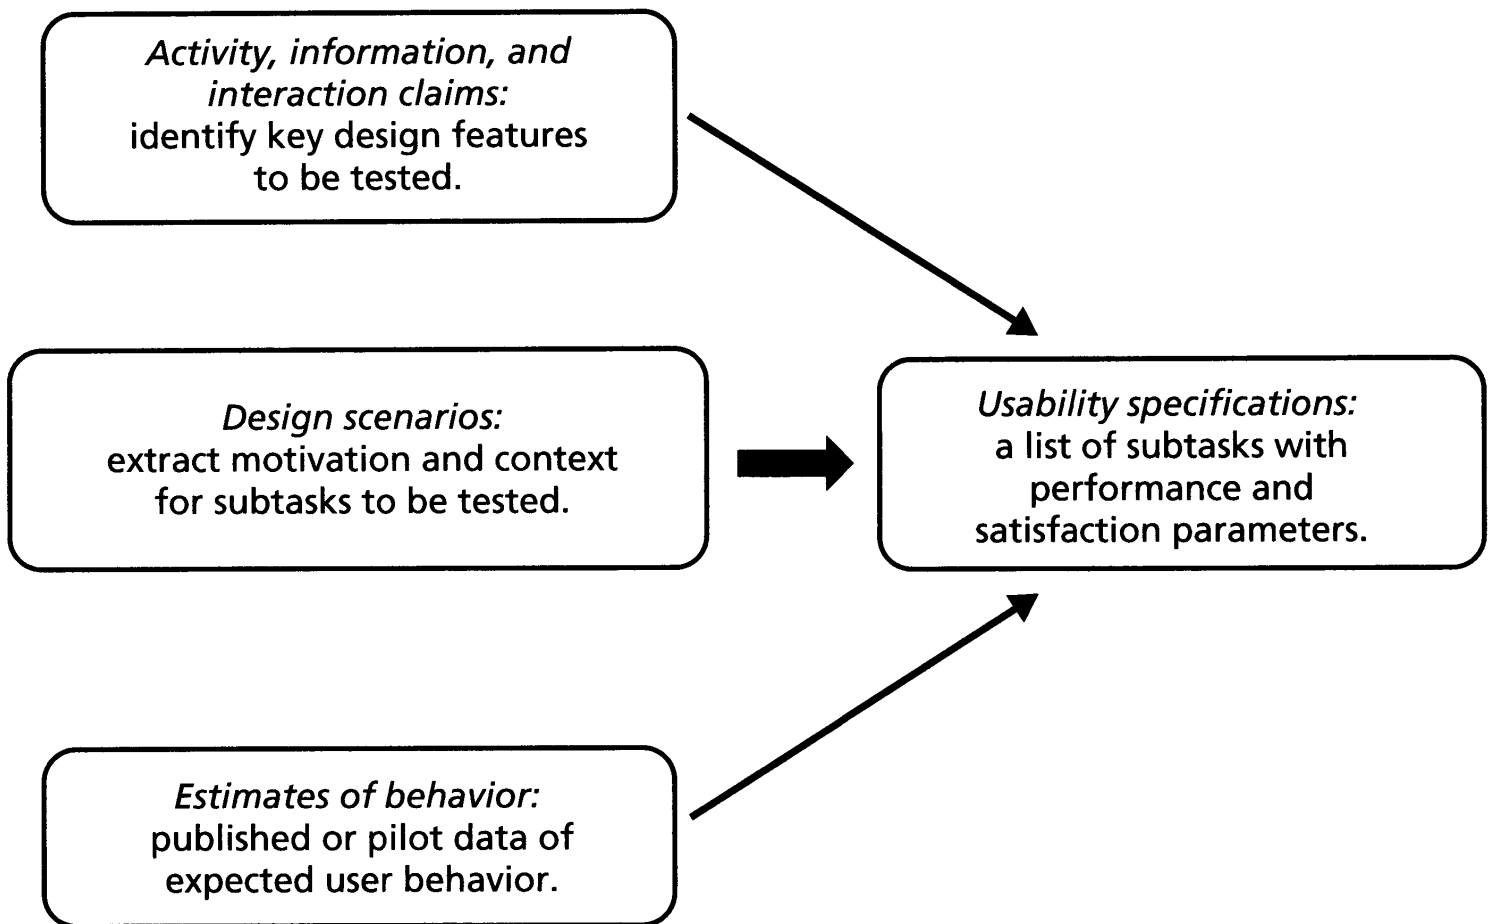 Activity, information, and
interaction claims:
identify key design features
to be tested.
Design scenarios:
extract motivation and context
for subtasks to be tested.
Usability specifications:
a list of subtasks with
performance and
satisfaction parameters.
Estimates of behavior:
published or pilot data of
expected user behavior.